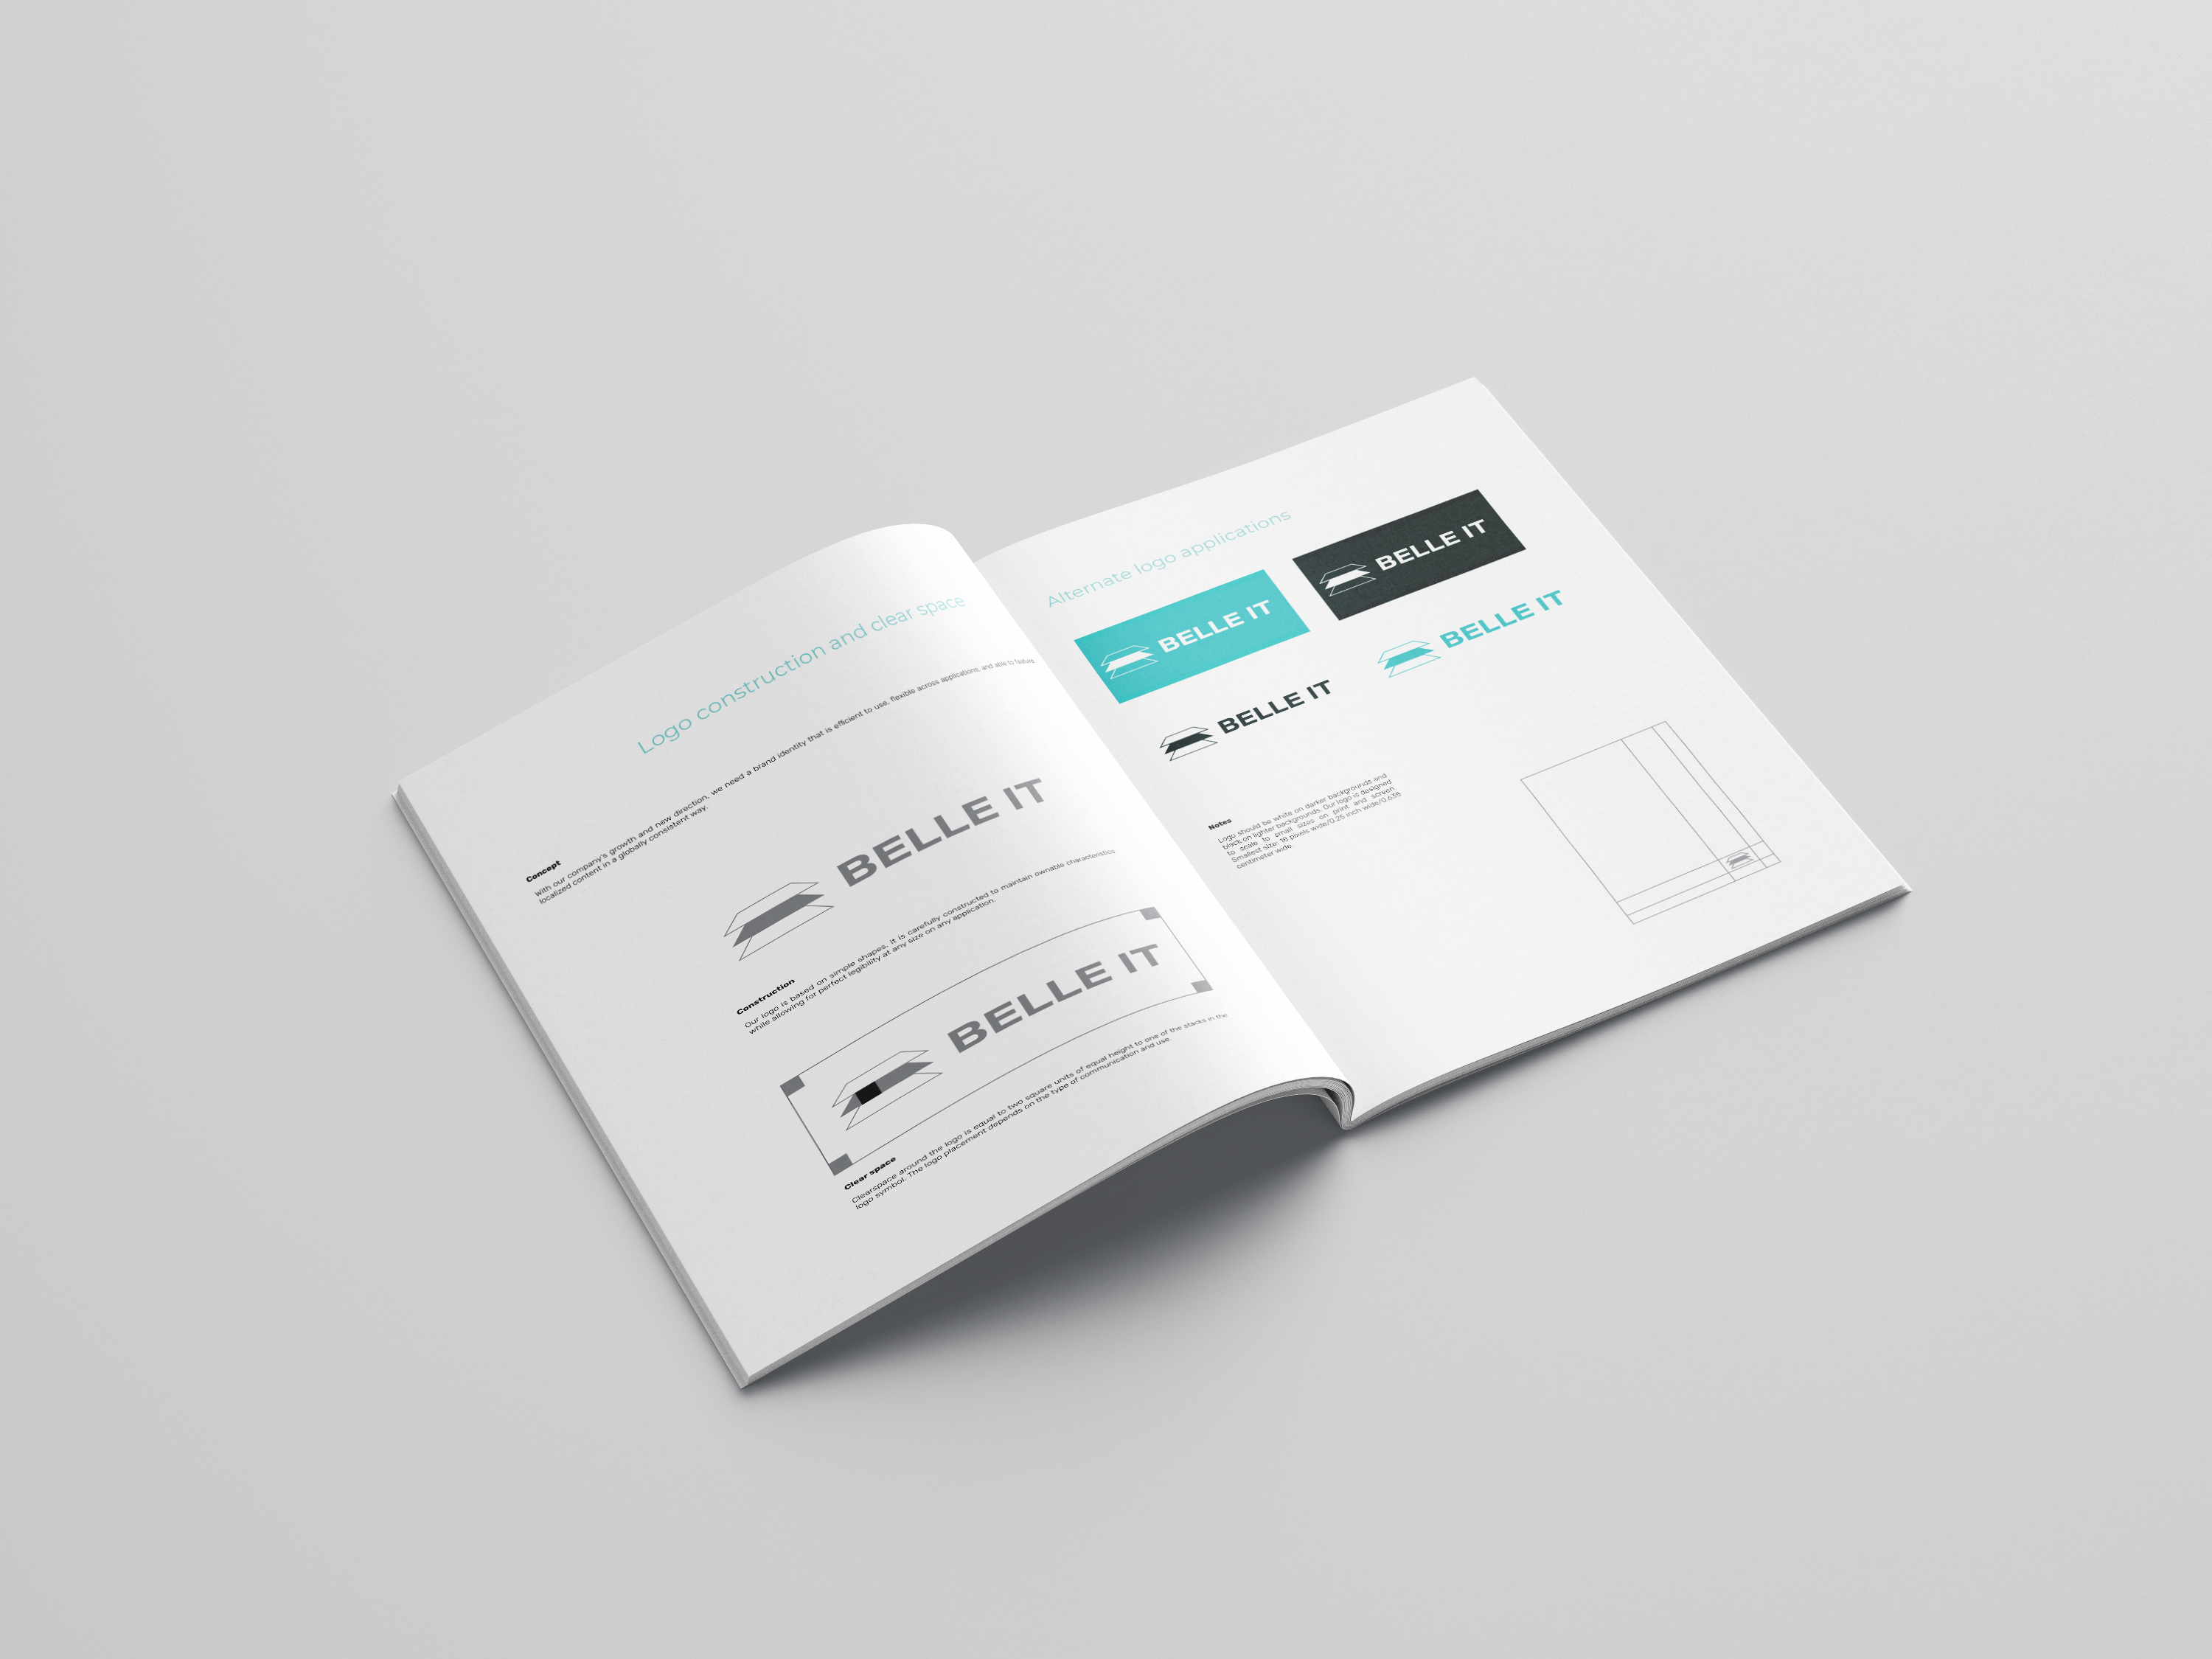 Logo construction and clear space
Concept
with our company's growth and new direction, we need a brand identity that is efficient to use, flexible across applications, and able to feature
localized content in a globally consistent way.
BELLE IT
Construction
Our logo is based on simple shapes, it is carefully constructed to maintain ownable characteristics
while allowing for perfect legibility at any size on any application.
BELLE IT
Clear space
Clearspace around the logo is equal to two square units of equal height to one of the stacks in the
logo symbol. The logo placement depends on the type of communication and use.
Alternate logo applications
BELLE IT
BELLE IT
BELLE IT
BELLE IT
Notes
Logo should be white on darker backgrounds and
black on lighter backgrounds. Our logo is designed
to scale to small sizes on print and screen.
Smallest size: 16 pixels wide/0.25 inch wide/0.635
centimeter wide.